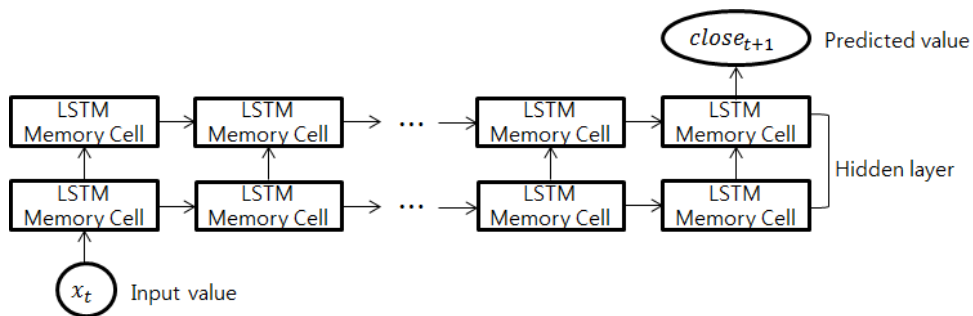 close_{t+1} Predicted value
LSTM LSTM LSTM LSTM
Memory Cell Memory Cell ... Memory Cell Memory Cell
Hidden layer
LSTM LSTM LSTM LSTM
Memory Cell Memory Cell ... Memory Cell Memory Cell
x_t Input value